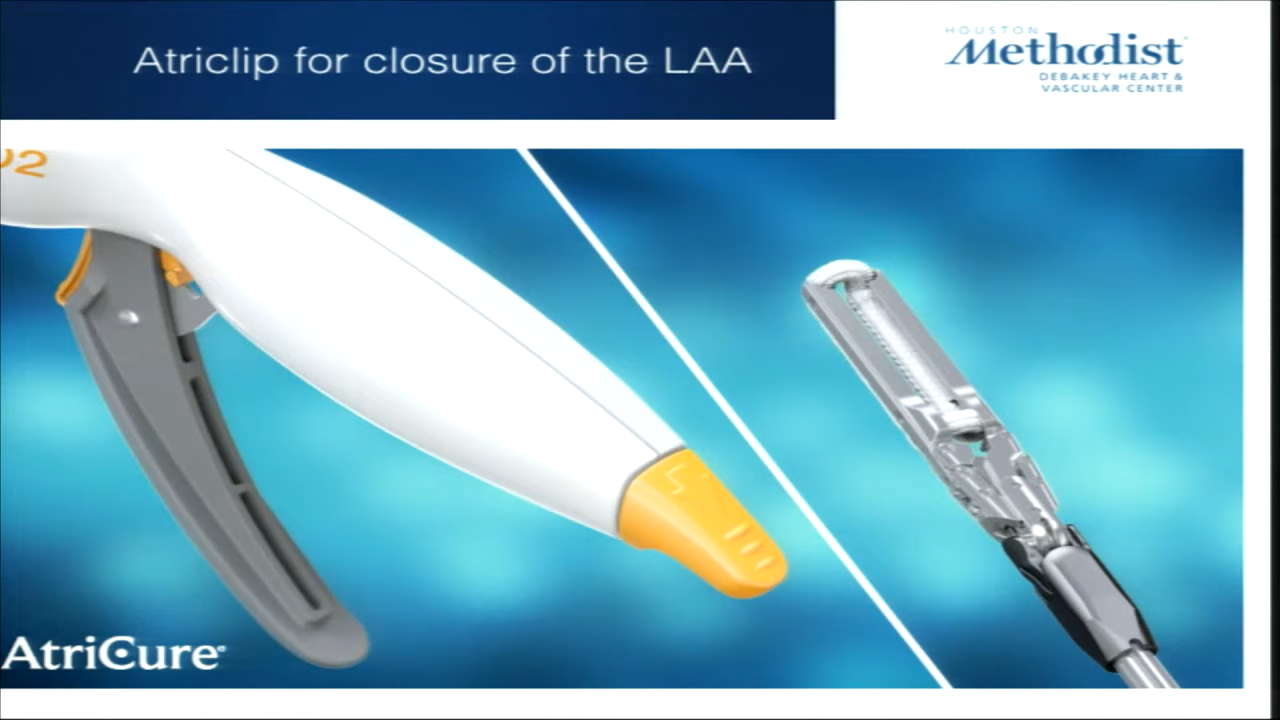 Atriclip for closure of the LAA
HOUSTON
Methodist
DEBAKEY HEART &
VASCULAR CENTER
AtriCure